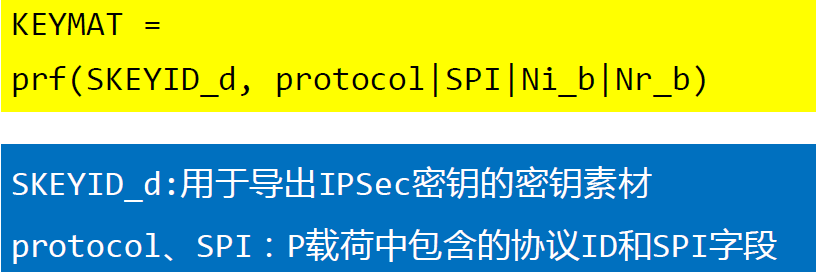 KEYMAT =
prf(SKEYID_d, protocol|SPI|Ni_b|Nr_b)
SKEYID_d:用于导出IPSec密钥的密钥素材
protocol、SPI：P载荷中包含的协议ID和SPI字段